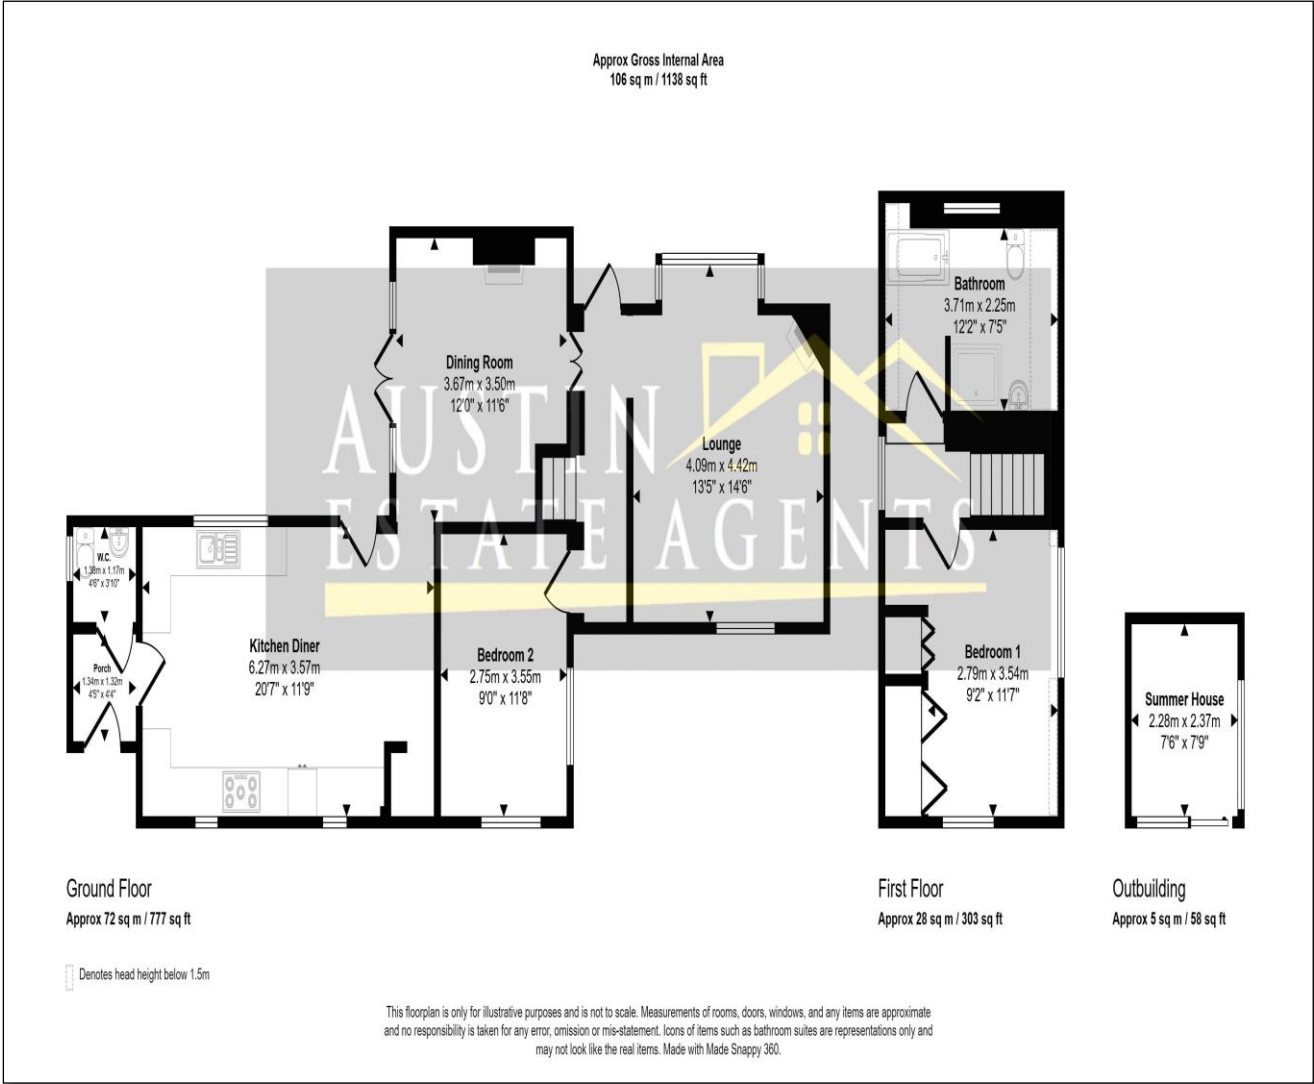 Approx Gross Internal Area
106 sq m / 1138 sq ft
Bathroom
3.71m x 2.25m
12'2" x 7'5"
Dining Room
3.67m x 3.50m
12'0" x 11'6"
AUSTIN
ESTATE AGENTS
Lounge
4.09m x 4.42m
13'5" x 14'6"
W.C.
1.38m x 1.17m
4'6" x 3'10"
Porch
1.34m x 1.32m
4'5" x 4'4"
Kitchen Diner
6.27m x 3.57m
20'7" x 11'9"
Bedroom 2
2.75m x 3.55m
9'0" x 11'8"
Bedroom 1
2.79m x 3.54m
9'2" x 11'7"
Summer House
2.28m x 2.37m
7'6" x 7'9"
Ground Floor
Approx 72 sq m / 777 sq ft
First Floor
Approx 28 sq m / 303 sq ft
Outbuilding
Approx 5 sq m / 58 sq ft
Denotes head height below 1.5m
This floorplan is only for illustrative purposes and is not to scale. Measurements of rooms, doors, windows, and any items are approximate
and no responsibility is taken for any error, omission or mis-statement. Icons of items such as bathroom suites are representations only and
may not look like the real items. Made with Made Snappy 360.